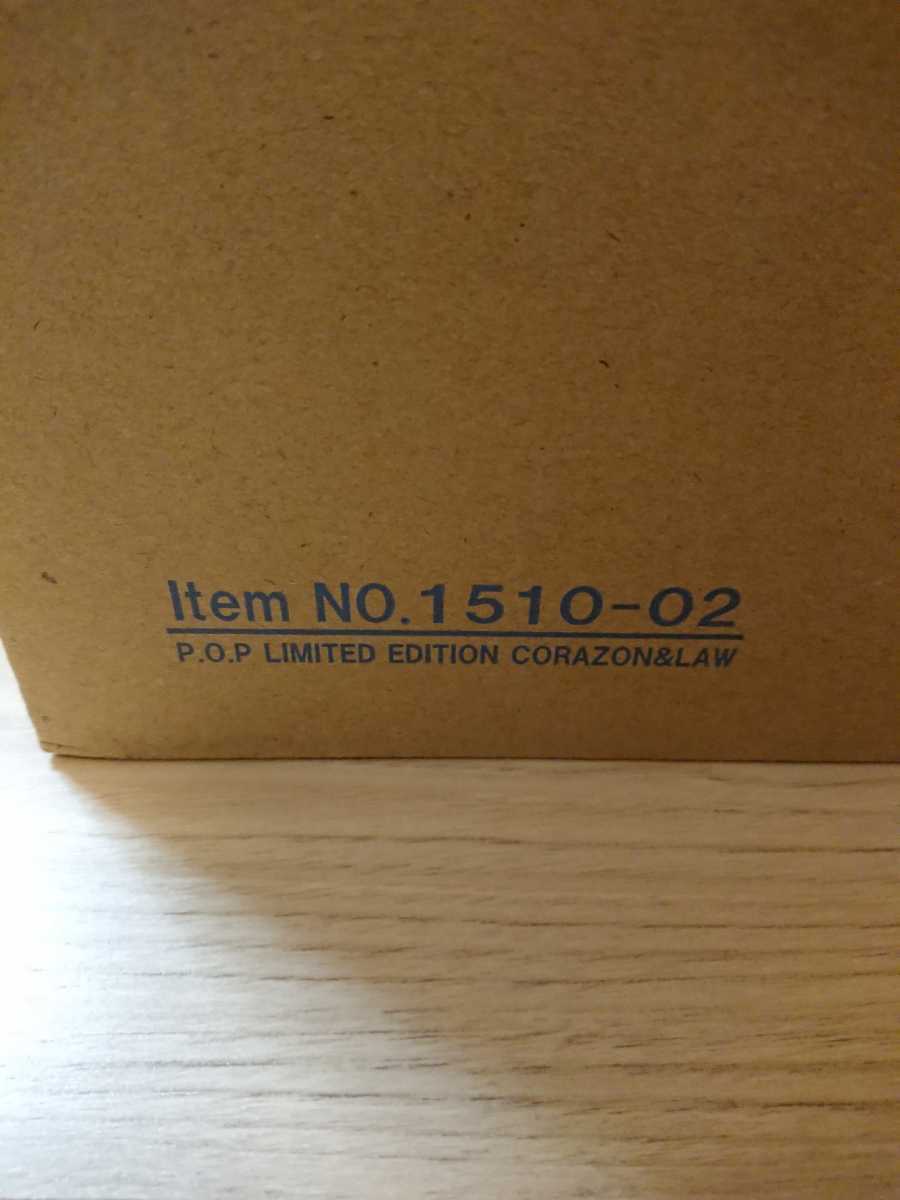 Item NO.1510-02
P.O.P LIMITED EDITION CORAZON&LAW